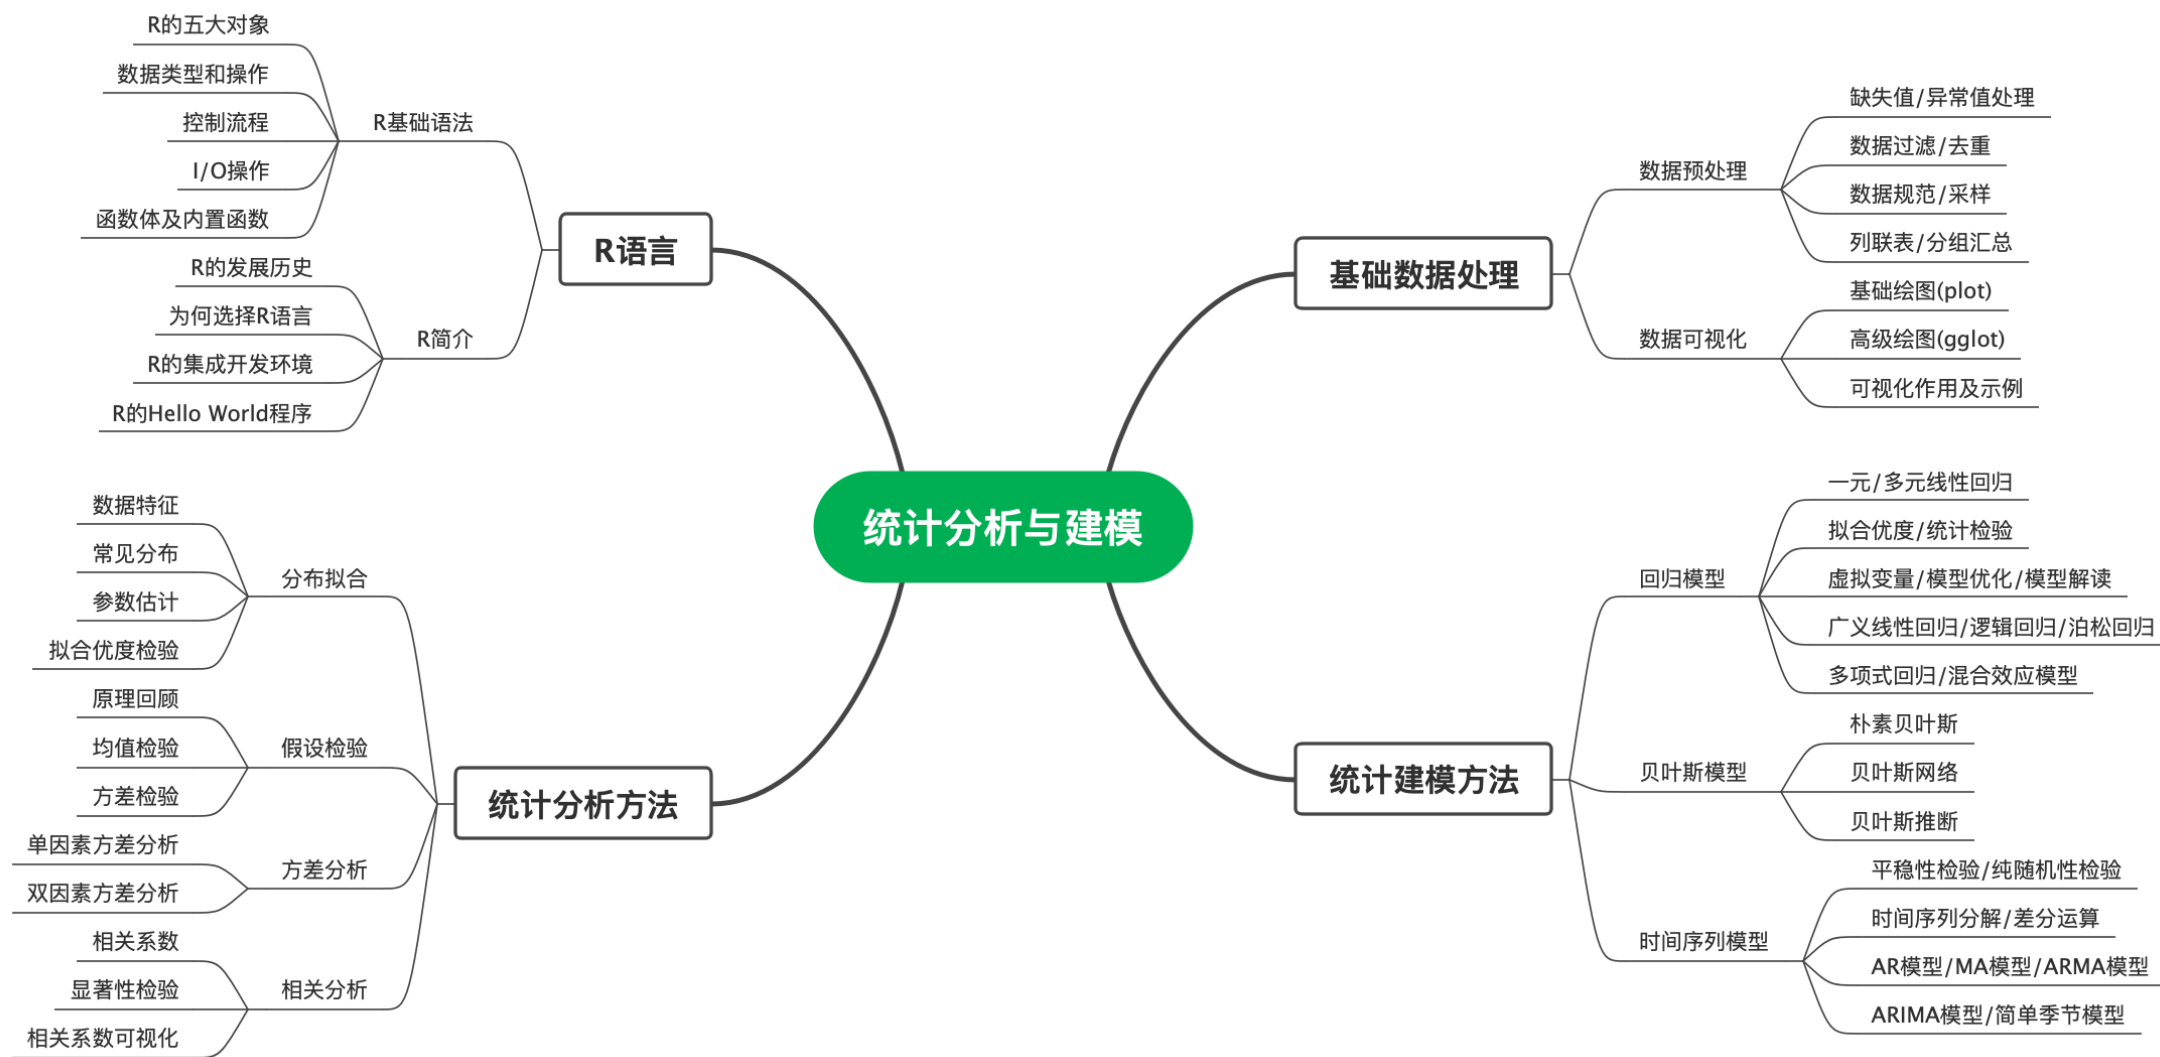 统计分析与建模
R语言
R基础语法
R的五大对象
数据类型和操作
控制流程
I/O操作
函数体及内置函数
R简介
R的发展历史
为何选择R语言
R的集成开发环境
R的Hello World程序
基础数据处理
数据预处理
缺失值/异常值处理
数据过滤/去重
数据规范/采样
列联表/分组汇总
数据可视化
基础绘图(plot)
高级绘图(gglot)
可视化作用及示例
统计分析方法
分布拟合
数据特征
常见分布
参数估计
拟合优度检验
假设检验
原理回顾
均值检验
方差检验
方差分析
单因素方差分析
双因素方差分析
相关分析
相关系数
显著性检验
相关系数可视化
统计建模方法
回归模型
一元/多元线性回归
拟合优度/统计检验
虚拟变量/模型优化/模型解读
广义线性回归/逻辑回归/泊松回归
多项式回归/混合效应模型
贝叶斯模型
朴素贝叶斯
贝叶斯网络
贝叶斯推断
时间序列模型
平稳性检验/纯随机性检验
时间序列分解/差分运算
AR模型/MA模型/ARMA模型
ARIMA模型/简单季节模型